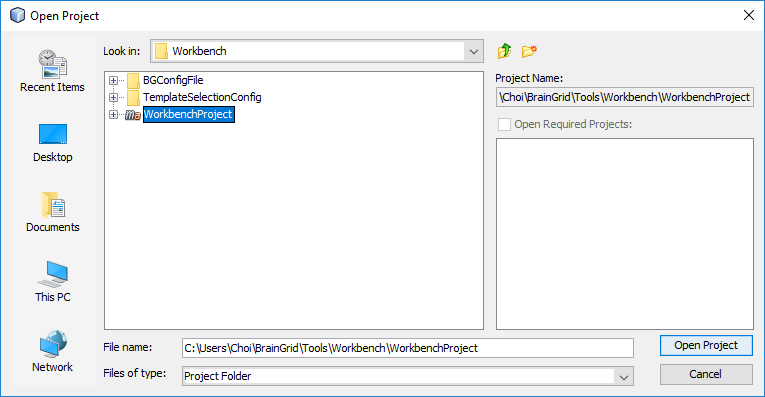 Open Project
Look in:
Workbench
Recent Items
Desktop
Documents
This PC
Network
BGConfigFile
TemplateSelectionConfig
WorkbenchProject
Project Name:
\Choi\BrainGrid\Tools\Workbench\WorkbenchProject
Open Required Projects:
File name:
C:\Users\Choi\BrainGrid\Tools\Workbench\WorkbenchProject
Open Project
Files of type:
Project Folder
Cancel